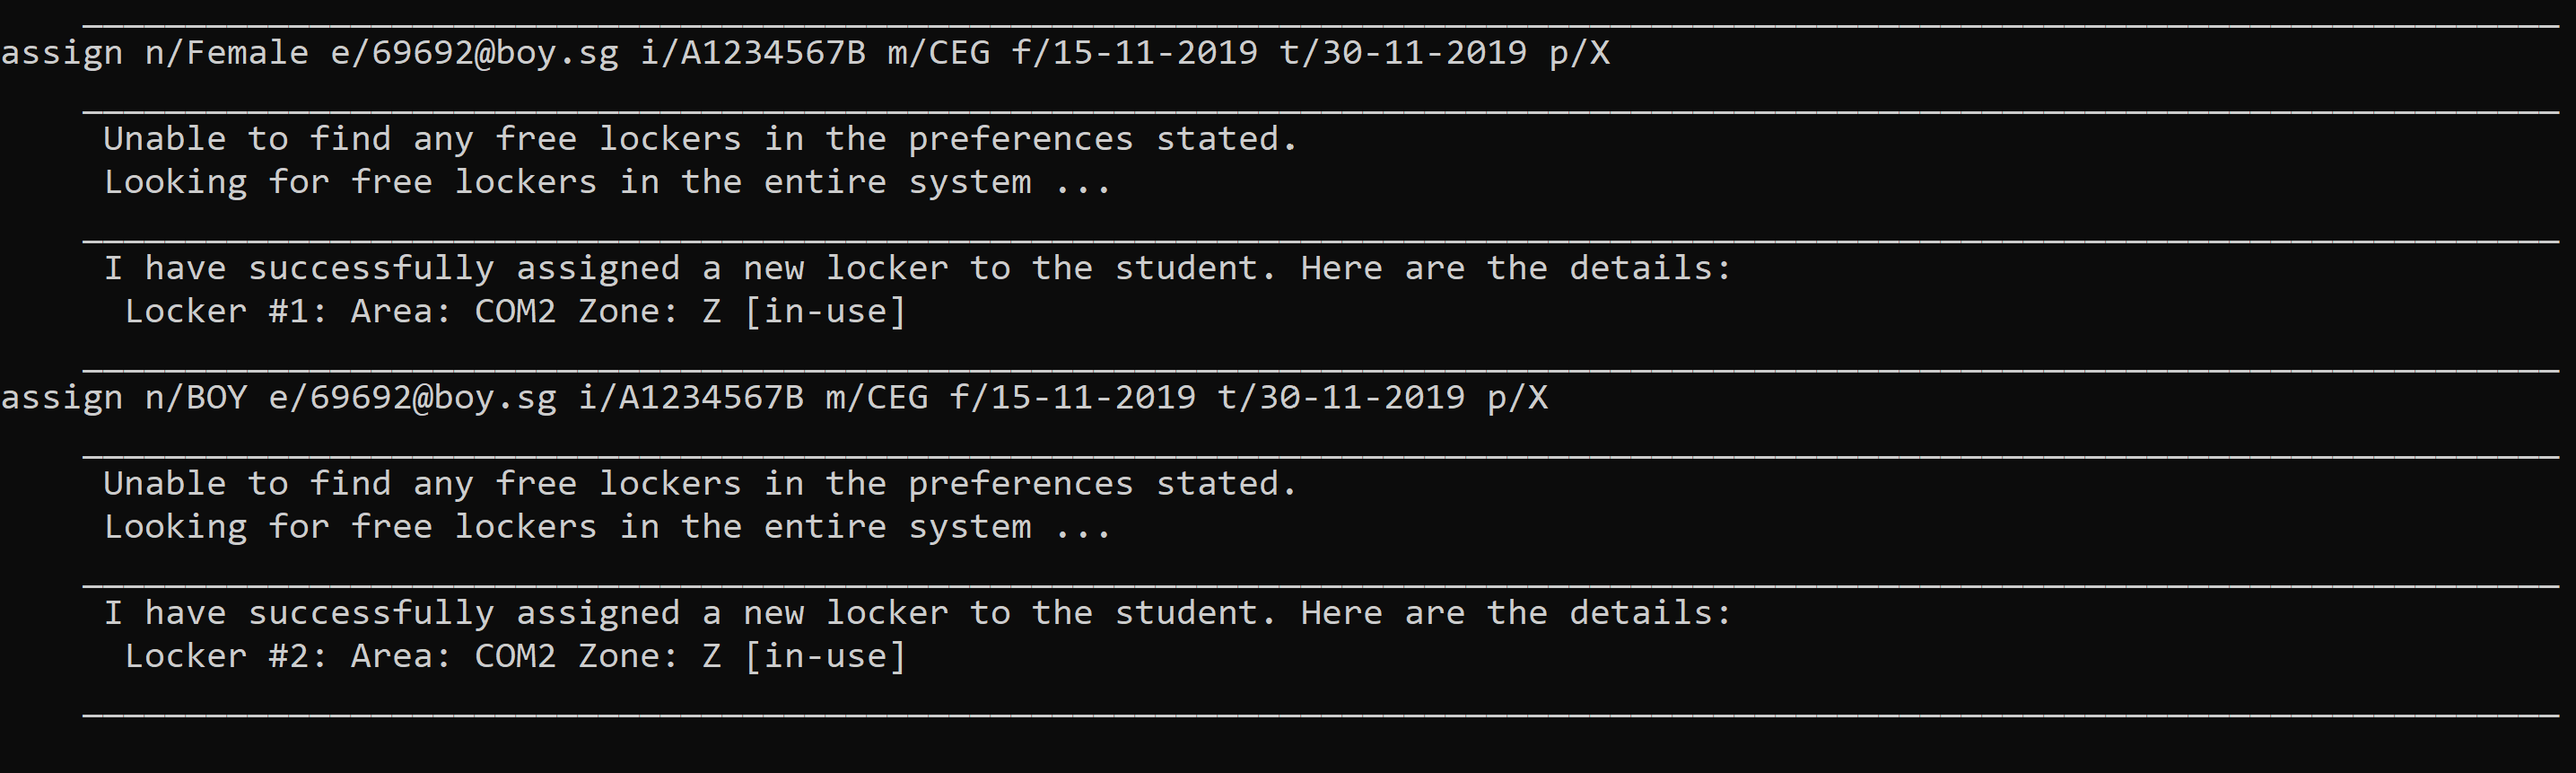 assign n/Female e/69692@boy.sg i/A1234567B m/CEG f/15-11-2019 t/30-11-2019 p/X
Unable to find any free lockers in the preferences stated.
Looking for free lockers in the entire system ...
I have successfully assigned a new locker to the student. Here are the details:
Locker #1: Area: COM2 Zone: Z [in-use]
assign n/BOY e/69692@boy.sg i/A1234567B m/CEG f/15-11-2019 t/30-11-2019 p/X
Unable to find any free lockers in the preferences stated.
Looking for free lockers in the entire system ...
I have successfully assigned a new locker to the student. Here are the details:
Locker #2: Area: COM2 Zone: Z [in-use]